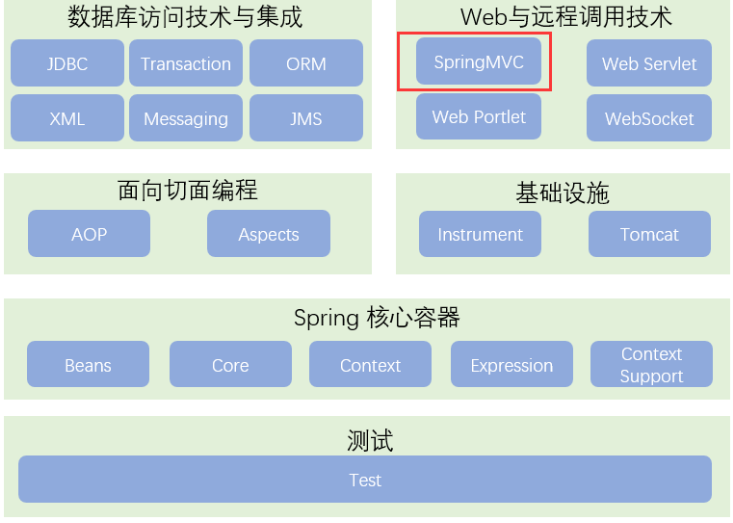 数据库访问技术与集成
JDBC Transaction ORM
XML Messaging JMS
Web与远程调用技术
SpringMVC Web Servlet
Web Portlet WebSocket
面向切面编程
AOP Aspects
基础设施
Instrument Tomcat
Spring 核心容器
Beans Core Context Expression Context Support
测试
Test